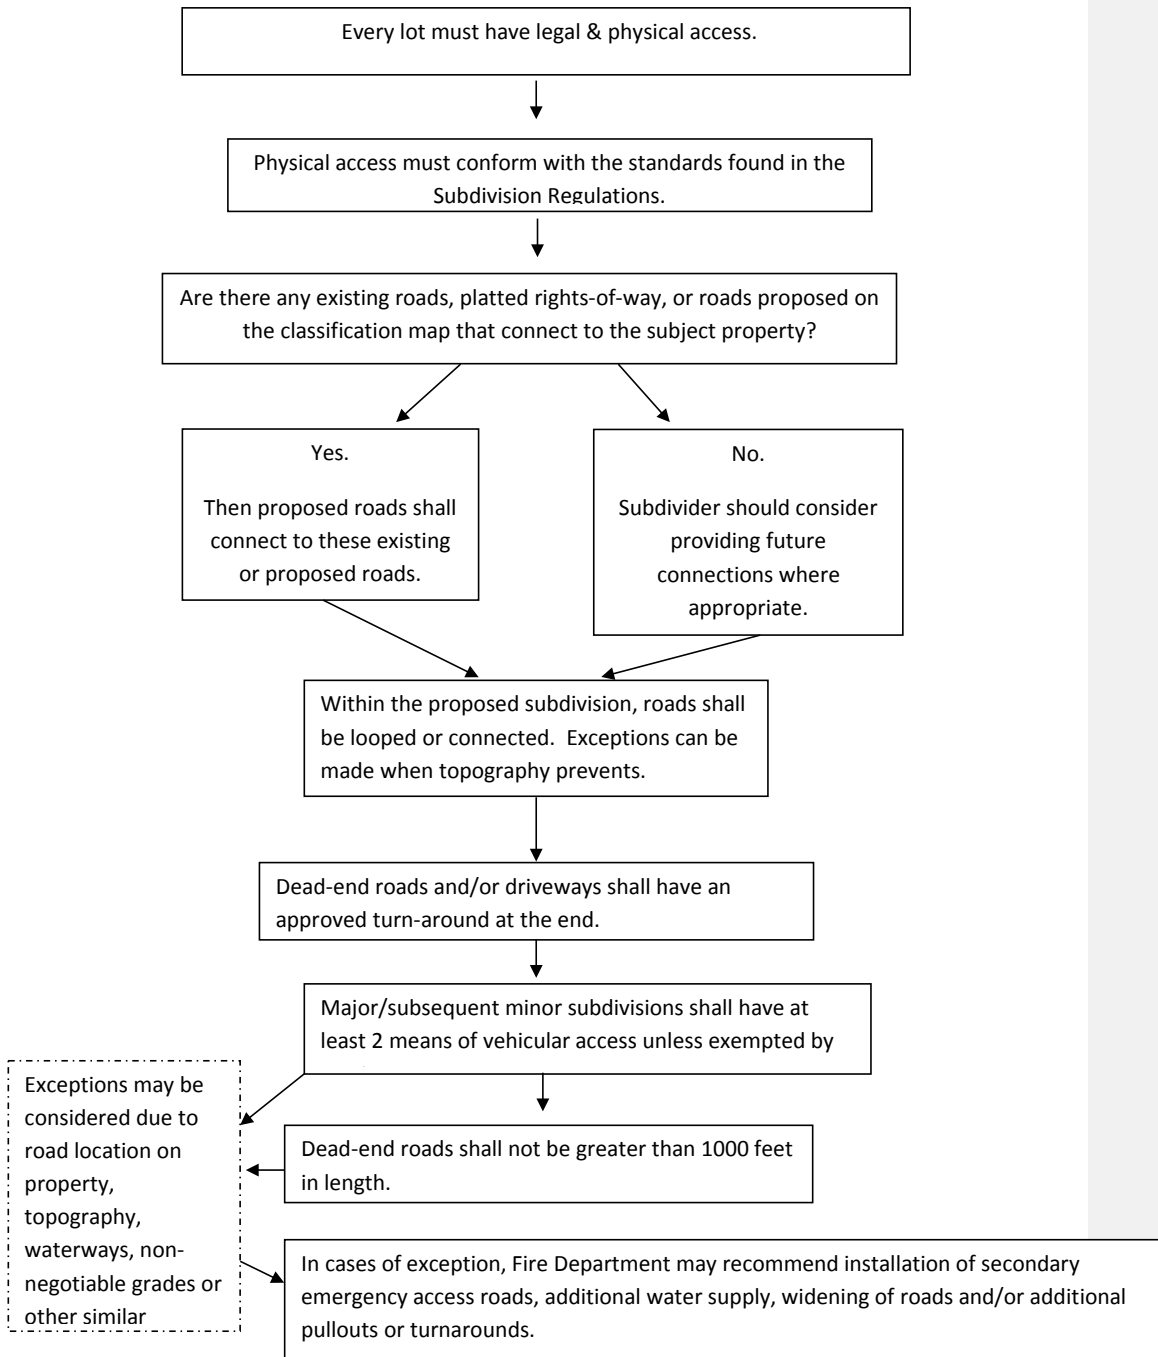 Every lot must have legal & physical access.
Physical access must conform with the standards found in the
Subdivision Regulations.
Are there any existing roads, platted rights-of-way, or roads proposed on
the classification map that connect to the subject property?
Yes.
Then proposed roads shall
connect to these existing
or proposed roads.
No.
Subdivider should consider
providing future
connections where
appropriate.
Within the proposed subdivision, roads shall
be looped or connected.  Exceptions can be
made when topography prevents.
Dead-end roads and/or driveways shall have an
approved turn-around at the end.
Major/subsequent minor subdivisions shall have at
least 2 means of vehicular access unless exempted by
Exceptions may be
considered due to
road location on
property,
topography,
waterways, non-
negotiable grades or
other similar
Dead-end roads shall not be greater than 1000 feet
in length.
In cases of exception, Fire Department may recommend installation of secondary
emergency access roads, additional water supply, widening of roads and/or additional
pullouts or turnarounds.